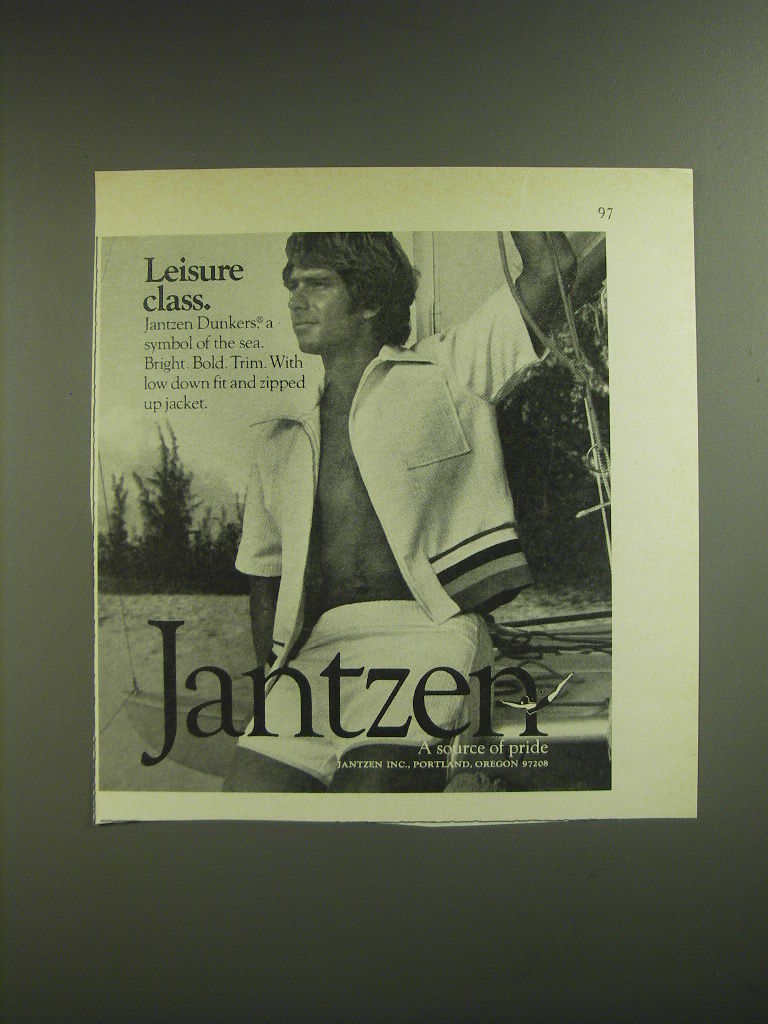 97
Leisure
class.
Jantzen Dunkers,® a
symbol of the sea.
Bright. Bold. Trim. With
low down fit and zipped
up jacket.
Jantzen
A source of pride
JANTZEN INC., PORTLAND, OREGON 97208